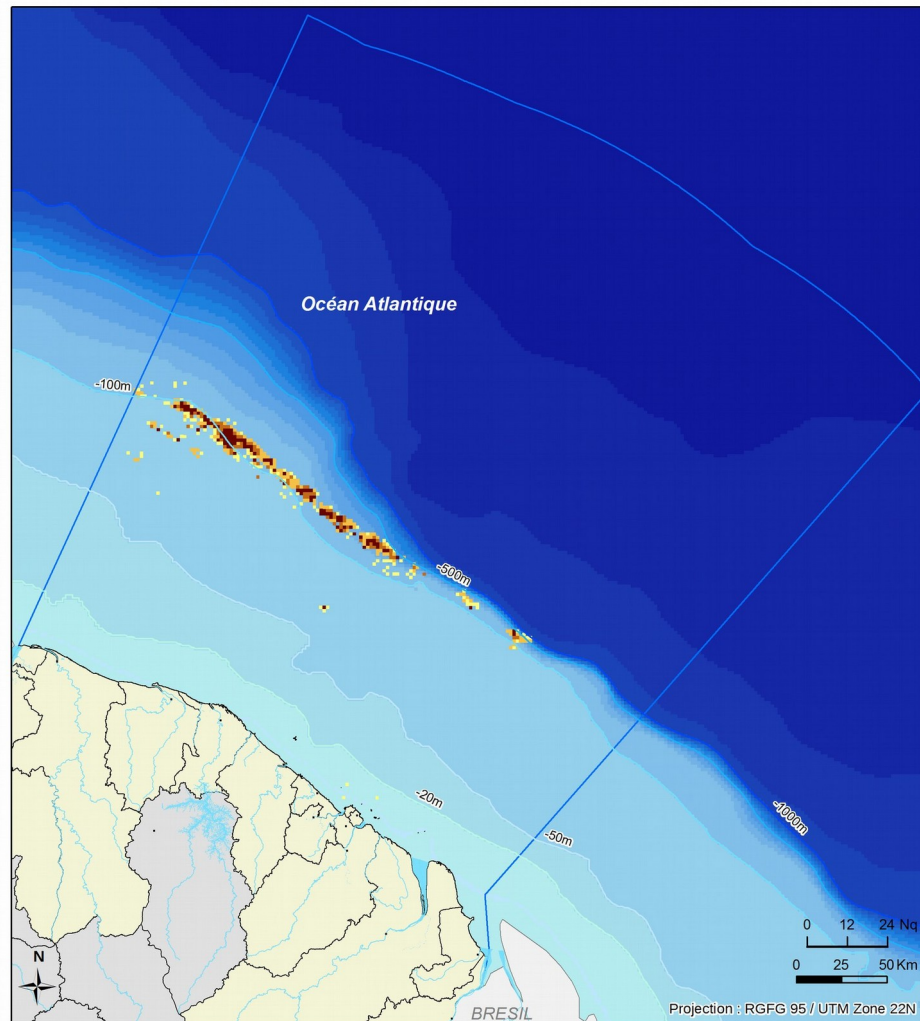 Océan Atlantique
-100m
-500m
-20m
-50m
-1000m
0 12 24 Nq
N
0 25 50 Km
BRESIL
Projection : RGFG 95 / UTM Zone 22N